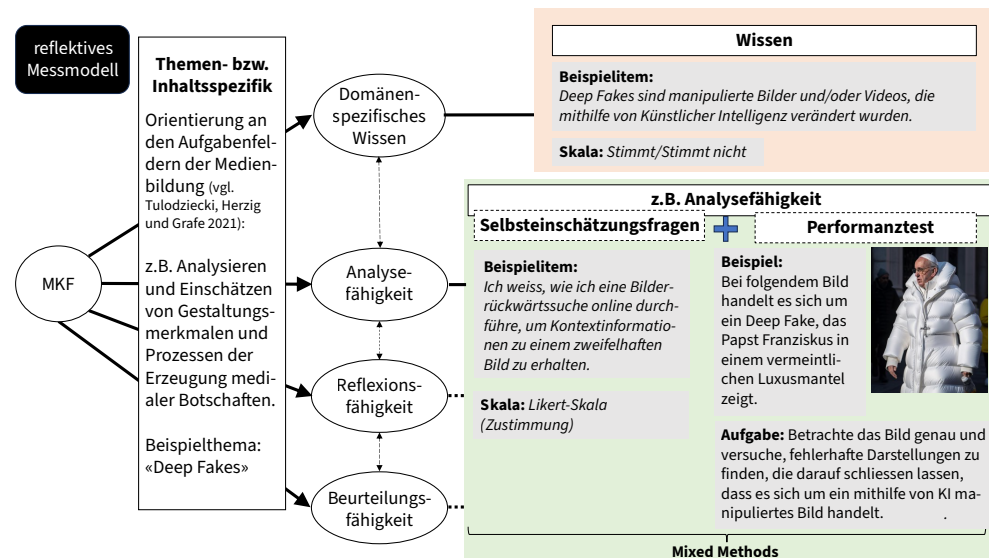 reflektives
Messmodell
Themen- bzw.
Inhaltsspezifik
Orientierung an
den Aufgabenfel-
dern der Medien-
bildung (vgl.
Tulodziecki, Herzig
und Grafe 2021):
z.B. Analysieren
und Einschätzen
von Gestaltungs-
merkmalen und
Prozessen der
Erzeugung medi-
aler Botschaften.
Beispielthema:
«Deep Fakes»
MKF
Domänen-
spezifisches
Wissen
Analyse-
fähigkeit
Reflexions-
fähigkeit
Beurteilungs-
fähigkeit
Wissen
Beispielitem:
Deep Fakes sind manipulierte Bilder und/oder Videos, die
mithilfe von Künstlicher Intelligenz verändert wurden.
Skala: Stimmt/Stimmt nicht
z.B. Analysefähigkeit
Selbsteinschätzungsfragen
Beispielitem:
Ich weiss, wie ich eine Bilder-
rückwärtssuche online durch-
führe, um Kontextinformatio-
nen zu einem zweifelhaften
Bild zu erhalten.
Skala: Likert-Skala
(Zustimmung)
Performanztest
Beispiel:
Bei folgendem Bild
handelt es sich um
ein Deep Fake, das
Papst Franziskus in
einem vermeintli-
chen Luxusmantel
zeigt.
Aufgabe: Betrachte das Bild genau und
versuche, fehlerhafte Darstellungen zu
finden, die darauf schliessen lassen,
dass es sich um ein mithilfe von KI ma-
nipuliertes Bild handelt. .
Mixed Methods